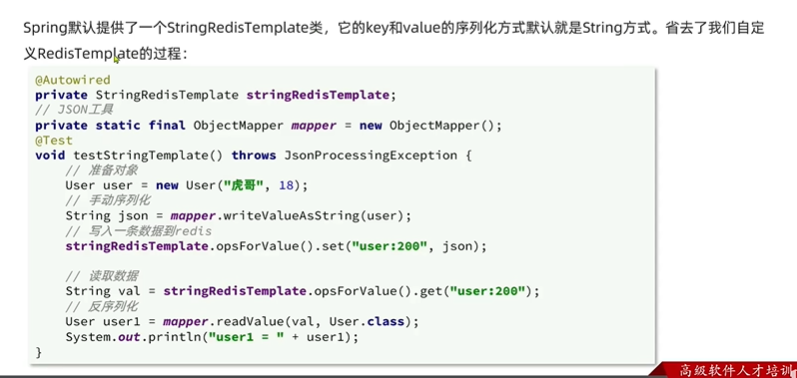 Spring默认提供了一个StringRedisTemplate类，它的key和value的序列化方式默认就是String方式。省去了我们自定
义RedisTemplate的过程：
@Autowired
private StringRedisTemplate stringRedisTemplate;
// JSON工具
private static final ObjectMapper mapper = new ObjectMapper();
@Test
void testStringTemplate() throws JsonProcessingException {
    // 准备对象
    User user = new User("虎哥", 18);
    // 手动序列化
    String json = mapper.writeValueAsString(user);
    // 写入一条数据到redis
    stringRedisTemplate.opsForValue().set("user:200", json);

    // 读取数据
    String val = stringRedisTemplate.opsForValue().get("user:200");
    // 反序列化
    User user1 = mapper.readValue(val, User.class);
    System.out.println("user1 = " + user1);
}
高级软件人才培训